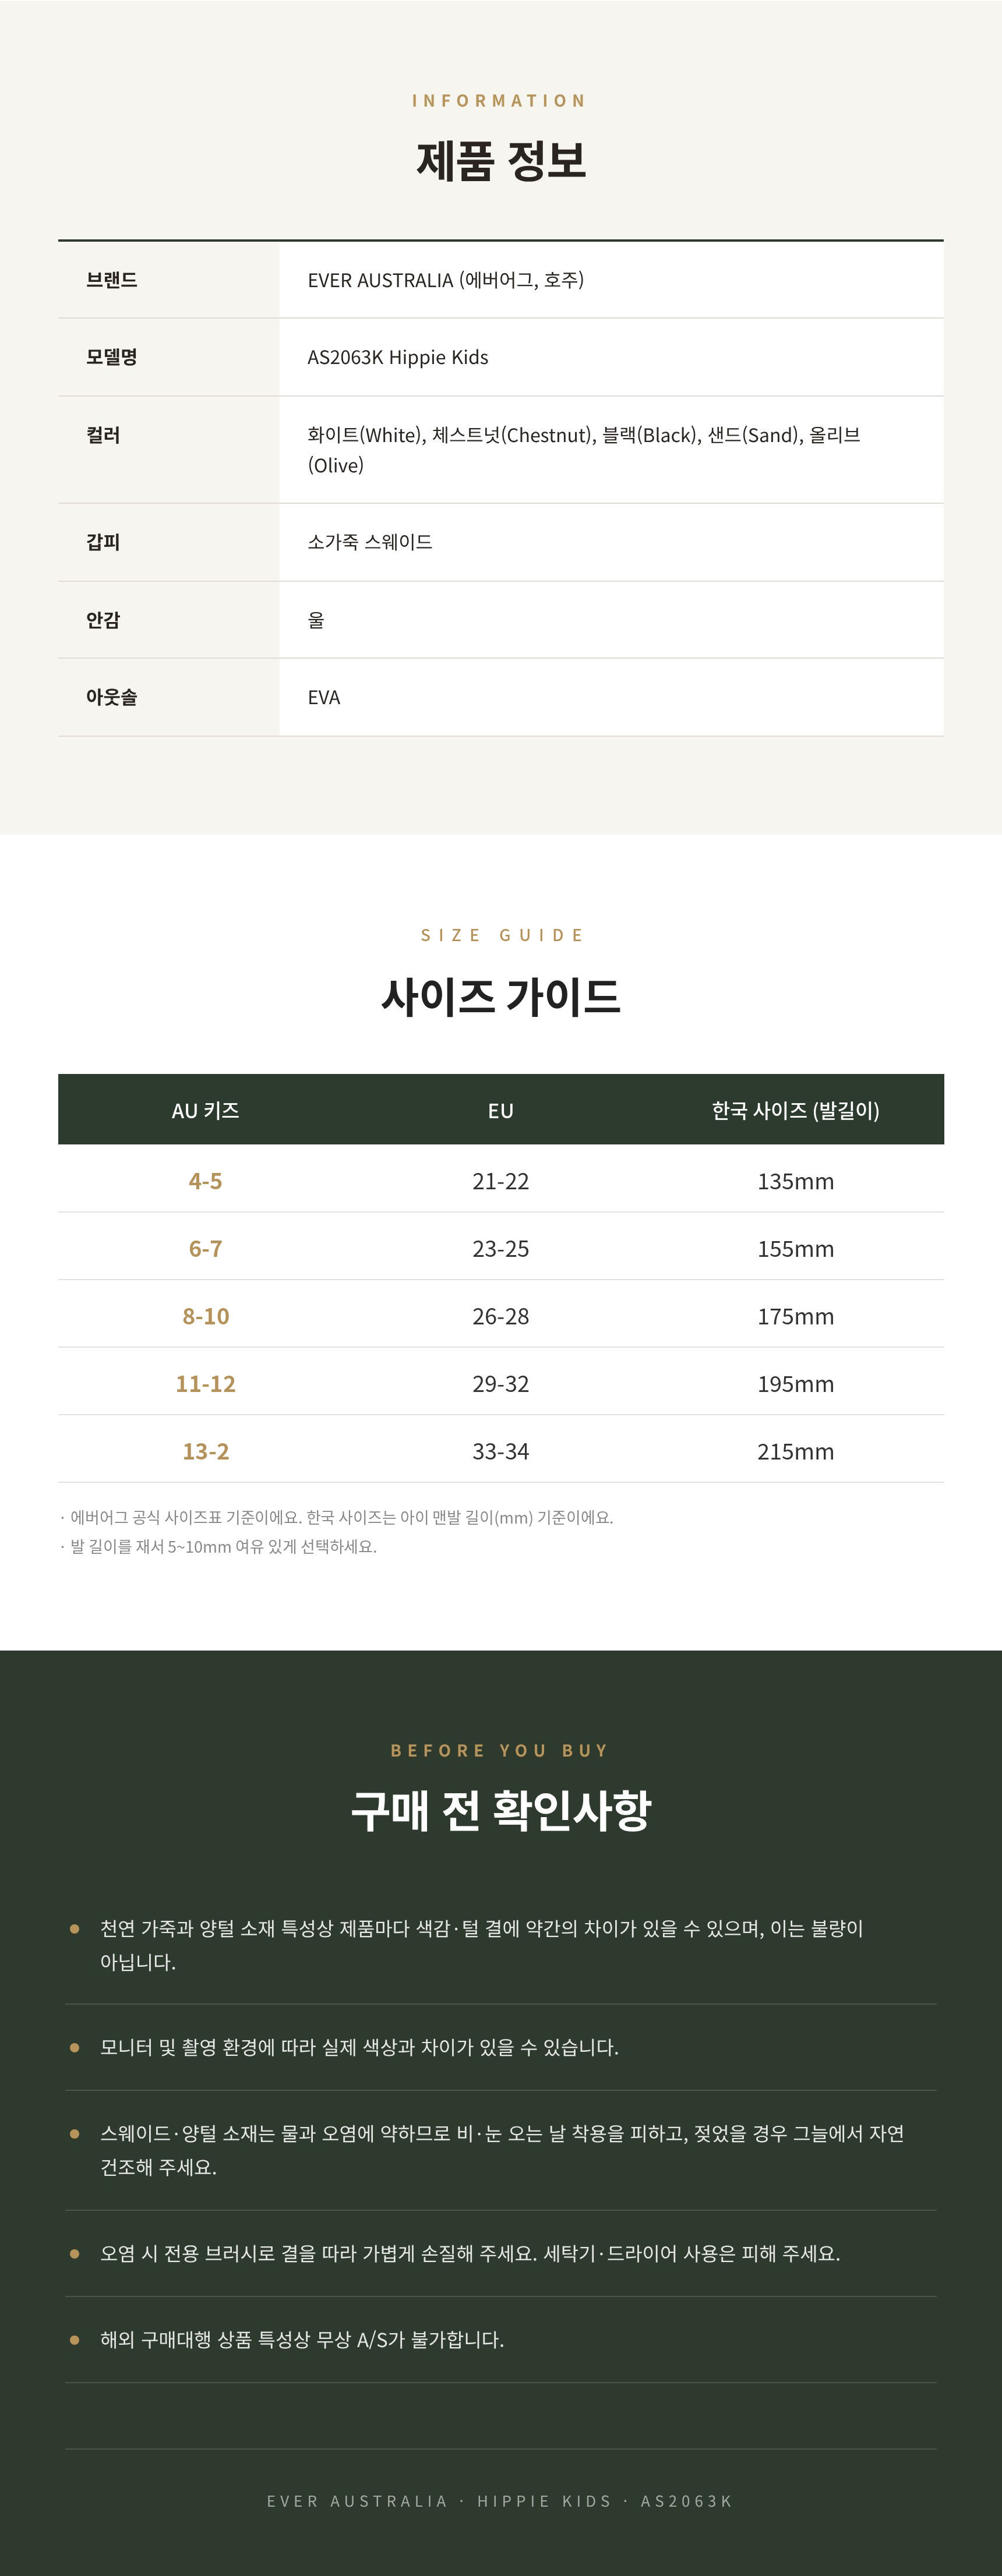 INFORMATION
제품 정보
브랜드 EVER AUSTRALIA (에버어그, 호주)
모델명 AS2063K Hippie Kids
컬러 화이트(White), 체스트넛(Chestnut), 블랙(Black), 샌드(Sand), 올리브
(Olive)
갑피 소가죽 스웨이드
안감 울
아웃솔 EVA
SIZE GUIDE
사이즈 가이드
AU 키즈 EU 한국 사이즈 (발길이)
4-5 21-22 135mm
6-7 23-25 155mm
8-10 26-28 175mm
11-12 29-32 195mm
13-2 33-34 215mm
· 에버어그 공식 사이즈표 기준이에요. 한국 사이즈는 아이 맨발 길이(mm) 기준이에요.
· 발 길이를 재서 5~10mm 여유 있게 선택하세요.
BEFORE YOU BUY
구매 전 확인사항
천연 가죽과 양털 소재 특성상 제품마다 색감·털 결에 약간의 차이가 있을 수 있으며, 이는 불량이
아닙니다.
모니터 및 촬영 환경에 따라 실제 색상과 차이가 있을 수 있습니다.
스웨이드·양털 소재는 물과 오염에 약하므로 비·눈 오는 날 착용을 피하고, 젖었을 경우 그늘에서 자연
건조해 주세요.
오염 시 전용 브러시로 결을 따라 가볍게 손질해 주세요. 세탁기·드라이어 사용은 피해 주세요.
해외 구매대행 상품 특성상 무상 A/S가 불가합니다.
EVER AUSTRALIA · HIPPIE KIDS · AS2063K